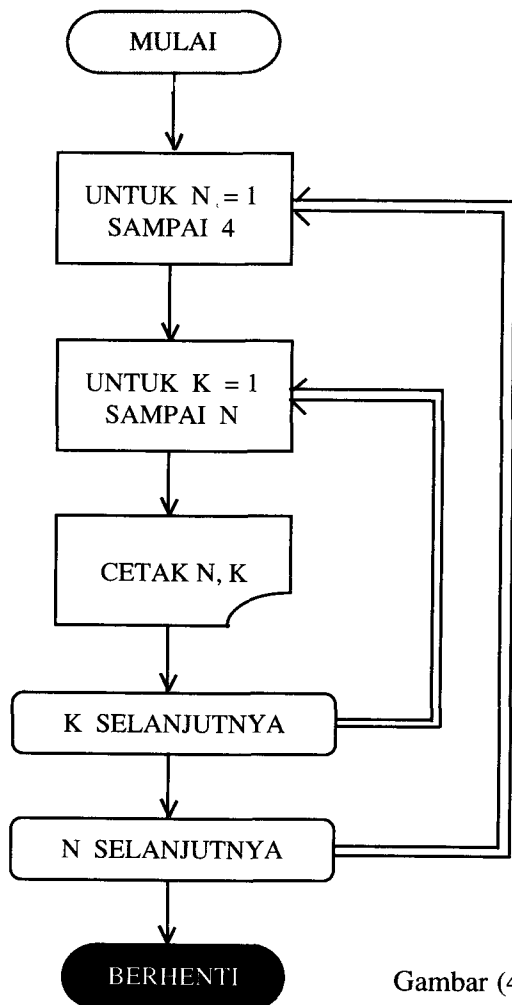 MULAI
UNTUK N = 1
SAMPAI 4
UNTUK K = 1
SAMPAI N
CETAK N, K
K SELANJUTNYA
N SELANJUTNYA
BERHENTI
Gambar (4